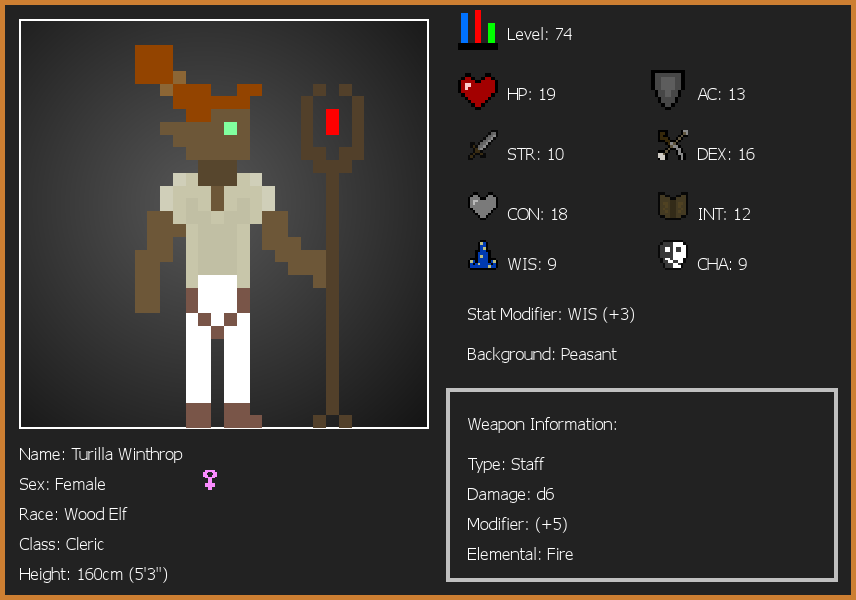 Level: 74
HP: 19
AC: 13
STR: 10
DEX: 16
CON: 18
INT: 12
WIS: 9
CHA: 9
Stat Modifier: WIS (+3)
Background: Peasant
Weapon Information:
Type: Staff
Damage: d6
Modifier: (+5)
Elemental: Fire
Name: Turilla Winthrop
Sex: Female
Race: Wood Elf
Class: Cleric
Height: 160cm (5'3")